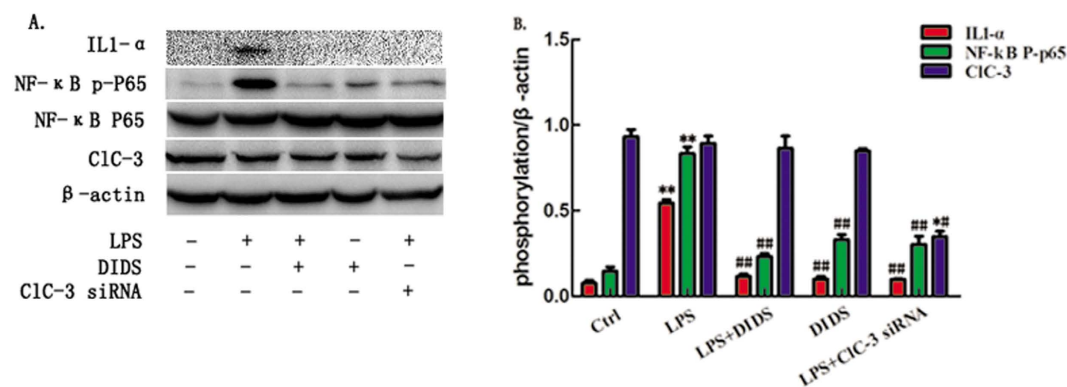 A.
IL1-α
NF-κB p-P65
NF-κB P65
ClC-3
β-actin
LPS - + + - +
DIDS - - + + -
ClC-3 siRNA - - - - +
B.
IL1-α
NF-kB P-p65
ClC-3
phosphorylation/β-actin
1.5
1.0
0.5
0.0
**
**
##
##
##
##
##
##
*#
Ctrl
LPS
LPS+DIDS
DIDS
LPS+ClC-3 siRNA